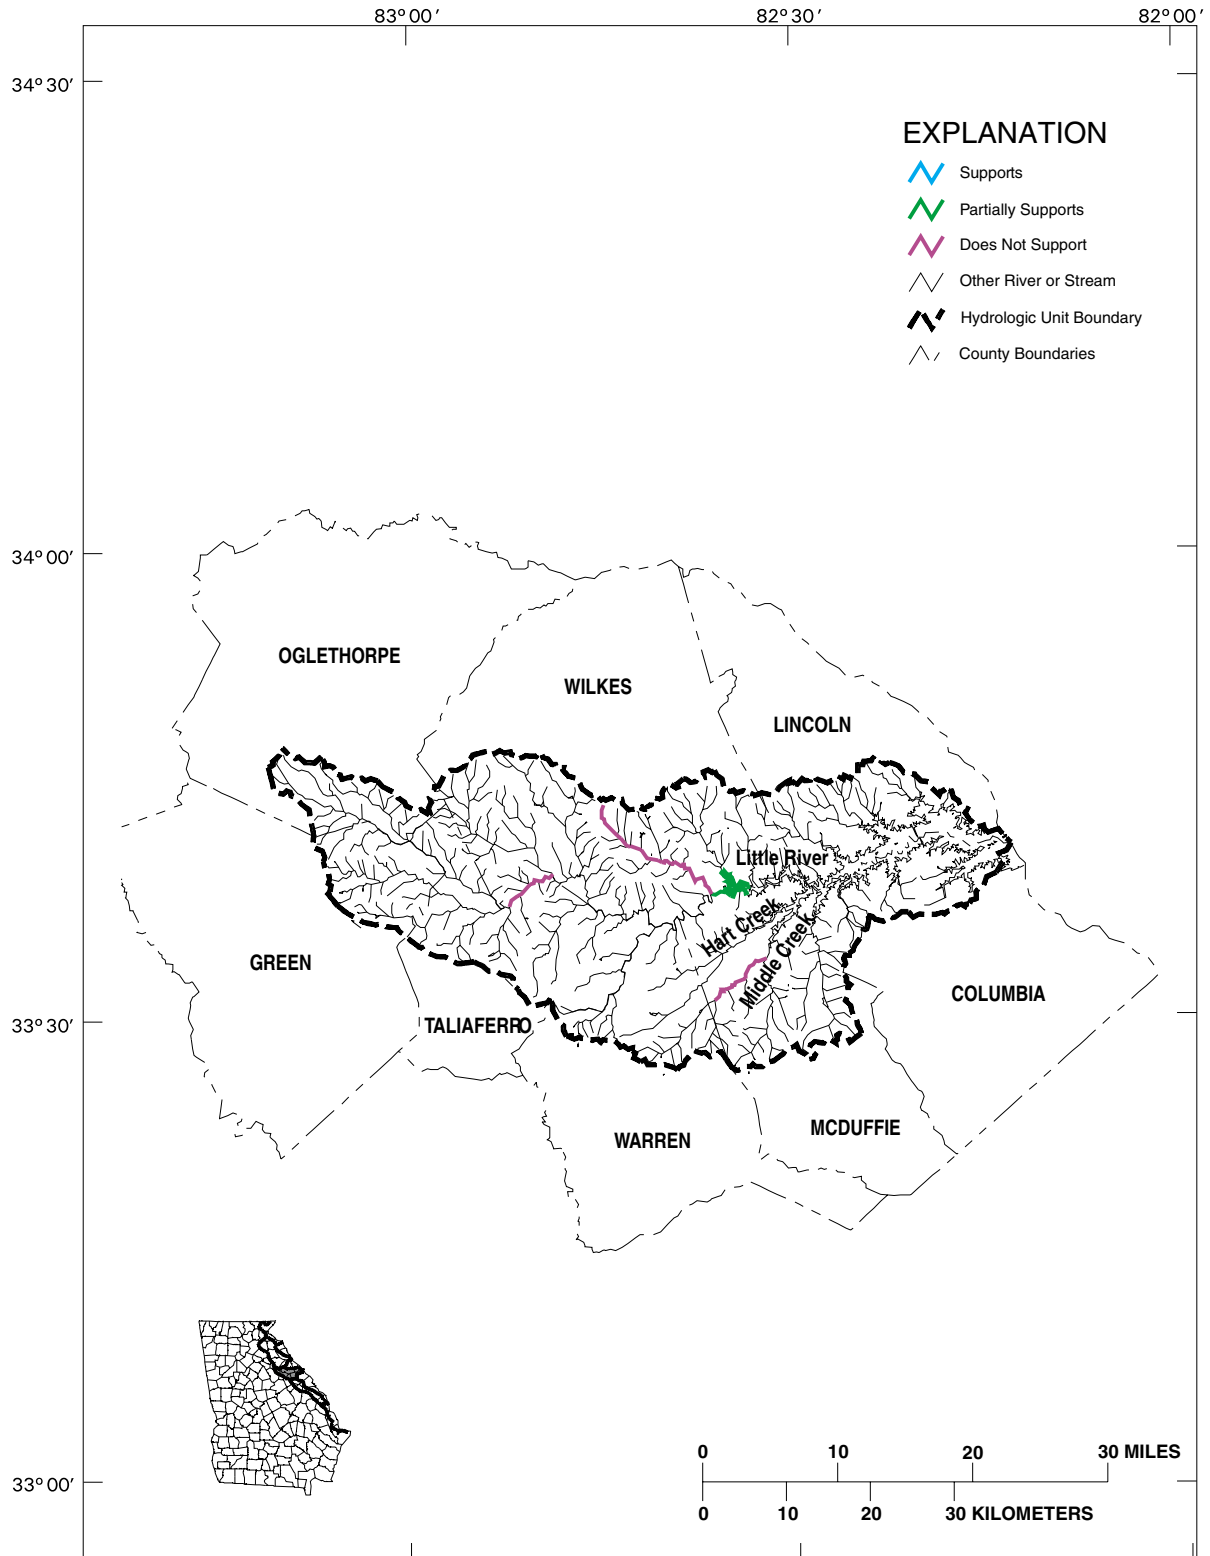 83°00′ 82°30′ 82°00′
34°30′
EXPLANATION
Supports
Partially Supports
Does Not Support
Other River or Stream
Hydrologic Unit Boundary
County Boundaries
34°00′
OGLETHORPE
WILKES
LINCOLN
Little River
Hart Creek
Middle Creek
GREEN
COLUMBIA
33°30′
TALIAFERRO
MCDUFFIE
WARREN
0 10 20 30 MILES
33°00′
0 10 20 30 KILOMETERS